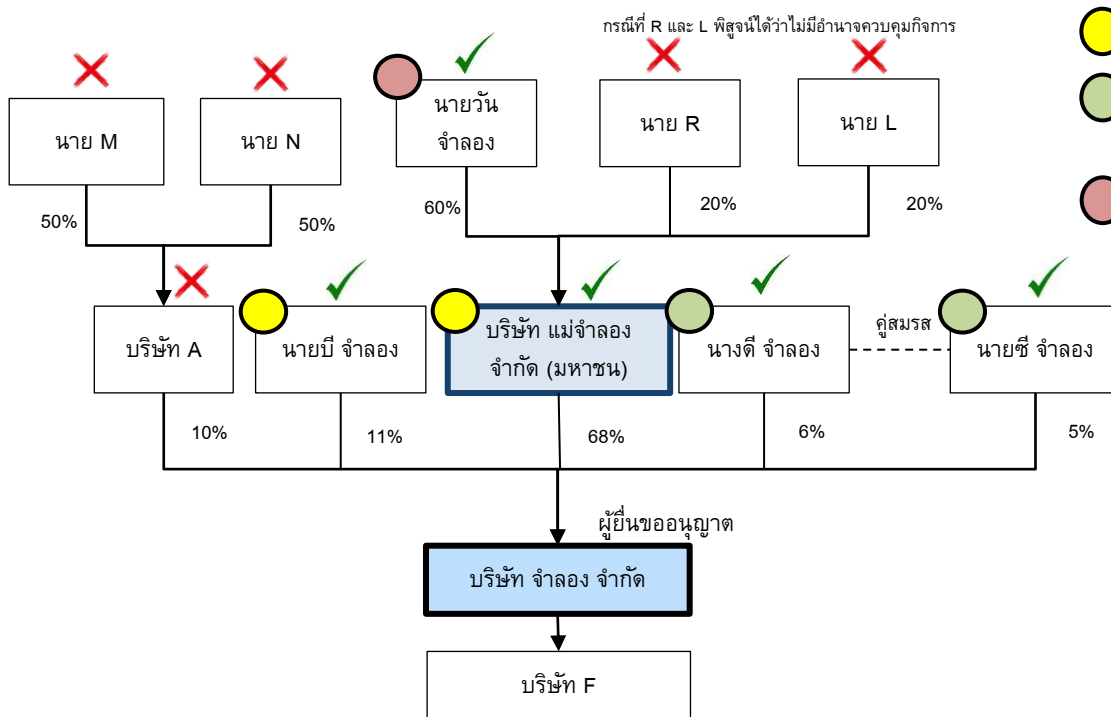 กรณีที่ R และ L พิสูจน์ได้ว่าไม่มีอำนาจควบคุมกิจการ
นาย M
นาย N
นายวัน
จำลอง
นาย R
นาย L
50%
50%
60%
20%
20%
บริษัท A
นายบี จำลอง
บริษัท แม่จำลอง
จำกัด (มหาชน)
นางดี จำลอง
คู่สมรส
นายซี จำลอง
10%
11%
68%
6%
5%
ผู้ยื่นขออนุญาต
บริษัท จำลอง จำกัด
บริษัท F